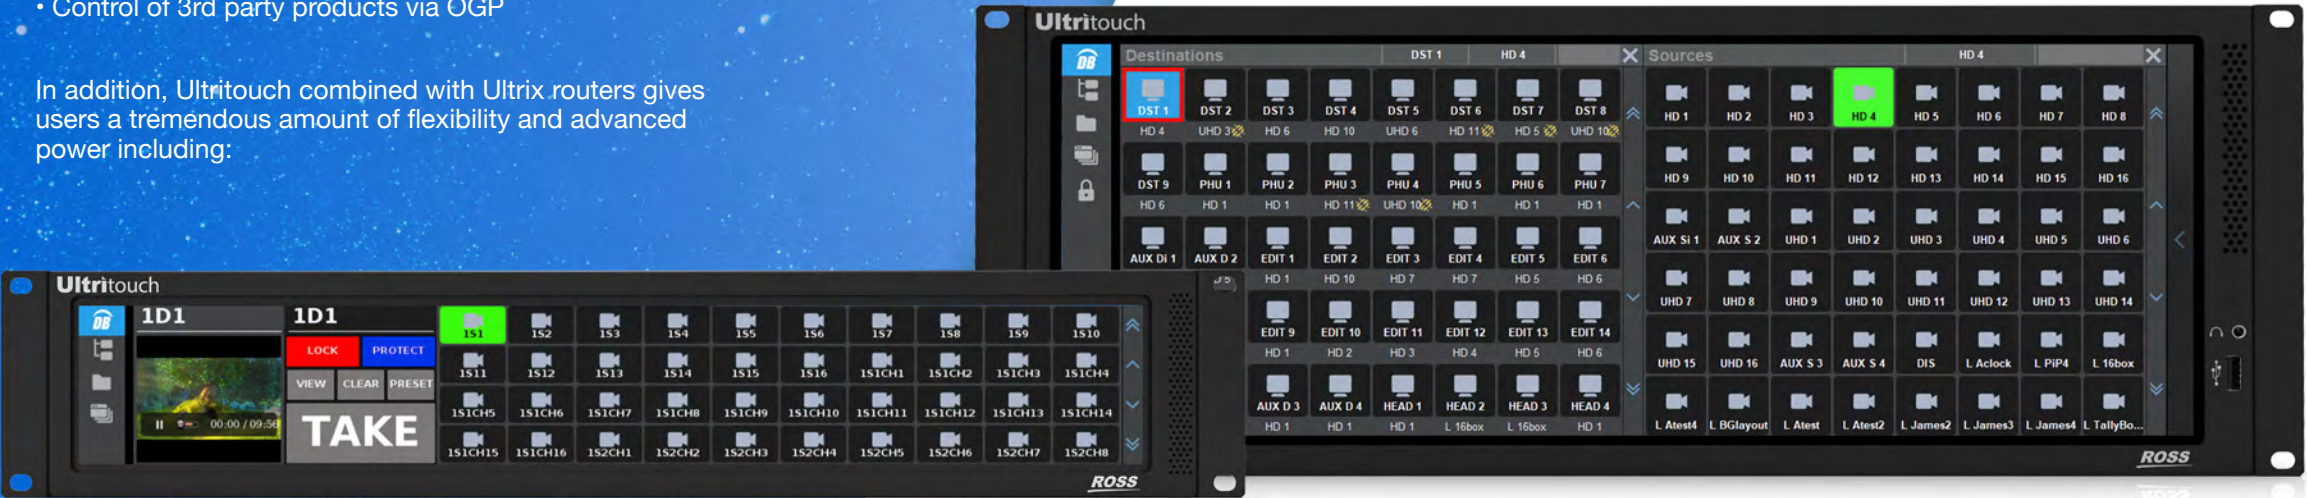 • Control of 3rd party products via OGP
In addition, Ultritouch combined with Ultrix routers gives
users a tremendous amount of flexibility and advanced
power including:
Ultritouch
DB
Destinations DST 1 HD 4
DST 1 DST 2 DST 3 DST 4 DST 5 DST 6 DST 7 DST 8
HD 4 UHD 3 HD 6 HD 10 UHD 6 HD 11 HD 5 UHD 10
DST 9 PHU 1 PHU 2 PHU 3 PHU 4 PHU 5 PHU 6 PHU 7
HD 6 HD 1 HD 1 HD 11 UHD 10 HD 1 HD 1 HD 1
AUX Di 1 AUX D 2 EDIT 1 EDIT 2 EDIT 3 EDIT 4 EDIT 5 EDIT 6
HD 1 HD 10 HD 7 HD 7 HD 5 HD 6
EDIT 9 EDIT 10 EDIT 11 EDIT 12 EDIT 13 EDIT 14
HD 1 HD 2 HD 3 HD 4 HD 5 HD 6
AUX D 3 AUX D 4 HEAD 1 HEAD 2 HEAD 3 HEAD 4
HD 1 HD 1 HD 1 L 16box L 16box HD 1
Sources HD 4
HD 1 HD 2 HD 3 HD 4 HD 5 HD 6 HD 7 HD 8
HD 9 HD 10 HD 11 HD 12 HD 13 HD 14 HD 15 HD 16
AUX Si 1 AUX S 2 UHD 1 UHD 2 UHD 3 UHD 4 UHD 5 UHD 6
UHD 7 UHD 8 UHD 9 UHD 10 UHD 11 UHD 12 UHD 13 UHD 14
UHD 15 UHD 16 AUX S 3 AUX S 4 DIS L Aclock L PiP4 L 16box
L Atest4 L BGlayout L Atest L Atest2 L James2 L James3 L James4 L TallyBo...
ROSS
Ultritouch
DB
1D1
00:00 / 09:56
1D1
LOCK PROTECT
VIEW CLEAR PRESET
TAKE
1S1 1S2 1S3 1S4 1S5 1S6 1S7 1S8 1S9 1S10
1S11 1S12 1S13 1S14 1S15 1S16 1S1CH1 1S1CH2 1S1CH3 1S1CH4
1S1CH5 1S1CH6 1S1CH7 1S1CH8 1S1CH9 1S1CH10 1S1CH11 1S1CH12 1S1CH13 1S1CH14
1S1CH15 1S1CH16 1S2CH1 1S2CH2 1S2CH3 1S2CH4 1S2CH5 1S2CH6 1S2CH7 1S2CH8
ROSS